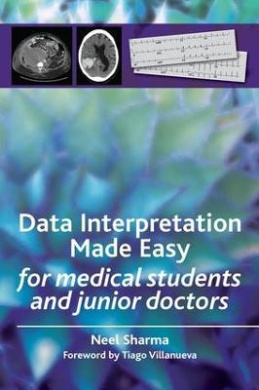 Data Interpretation
Made Easy
for medical students
and junior doctors
Neel Sharma
Foreword by Tiago Villanueva